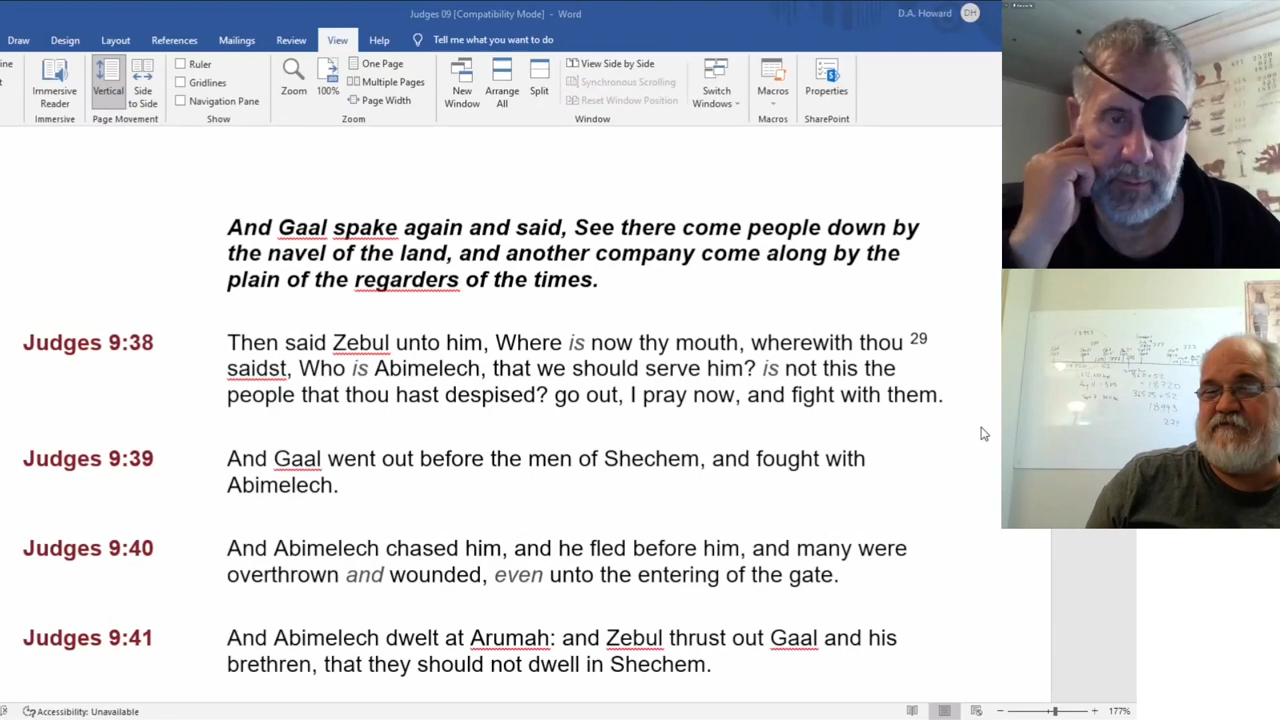 Judges 09 [Compatibility Mode] - Word
D.A. Howard
DH
Draw Design Layout References Mailings Review View Help Tell me what you want to do
Immersive Reader
Immersive
Vertical
Side to Side
Page Movement
Ruler
Gridlines
Navigation Pane
Show
Zoom
100%
One Page
Multiple Pages
Page Width
Zoom
New Window
Arrange All
Split
View Side by Side
Synchronous Scrolling
Reset Window Position
Switch Windows
Window
Macros
Macros
Properties
SharePoint
And Gaal spake again and said, See there come people down by
the navel of the land, and another company come along by the
plain of the regarders of the times.
Judges 9:38 Then said Zebul unto him, Where is now thy mouth, wherewith thou 29
saidst, Who is Abimelech, that we should serve him? is not this the
people that thou hast despised? go out, I pray now, and fight with them.
Judges 9:39 And Gaal went out before the men of Shechem, and fought with
Abimelech.
Judges 9:40 And Abimelech chased him, and he fled before him, and many were
overthrown and wounded, even unto the entering of the gate.
Judges 9:41 And Abimelech dwelt at Arumah: and Zebul thrust out Gaal and his
brethren, that they should not dwell in Shechem.
Accessibility: Unavailable
177%